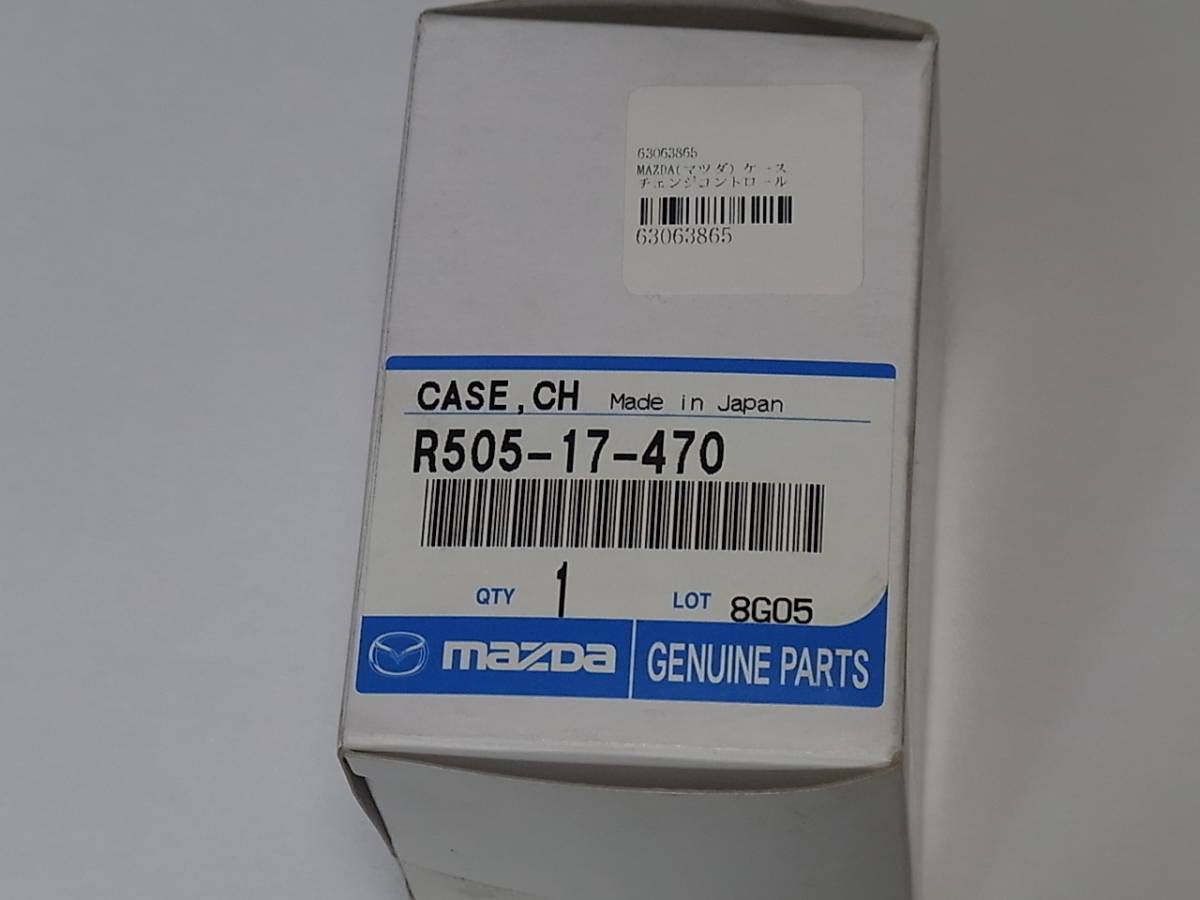 63063865
MAZDA(マツダ) ケース
チェンジコントロール
63063865
CASE,CH Made in Japan
R505-17-470
QTY 1 LOT 8G05
mazda GENUINE PARTS